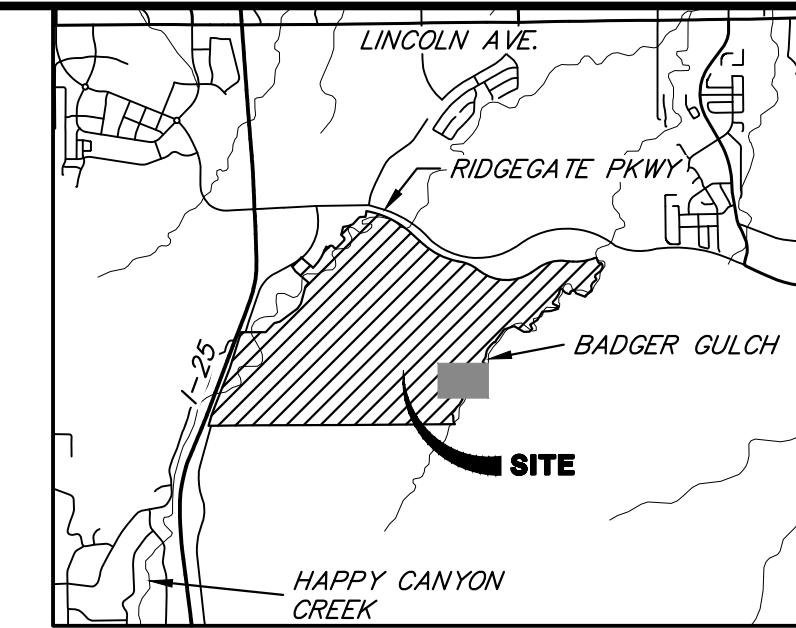 LINCOLN AVE.
RIDGEGATE PKWY
I-25
BADGER GULCH
SITE
HAPPY CANYON
CREEK